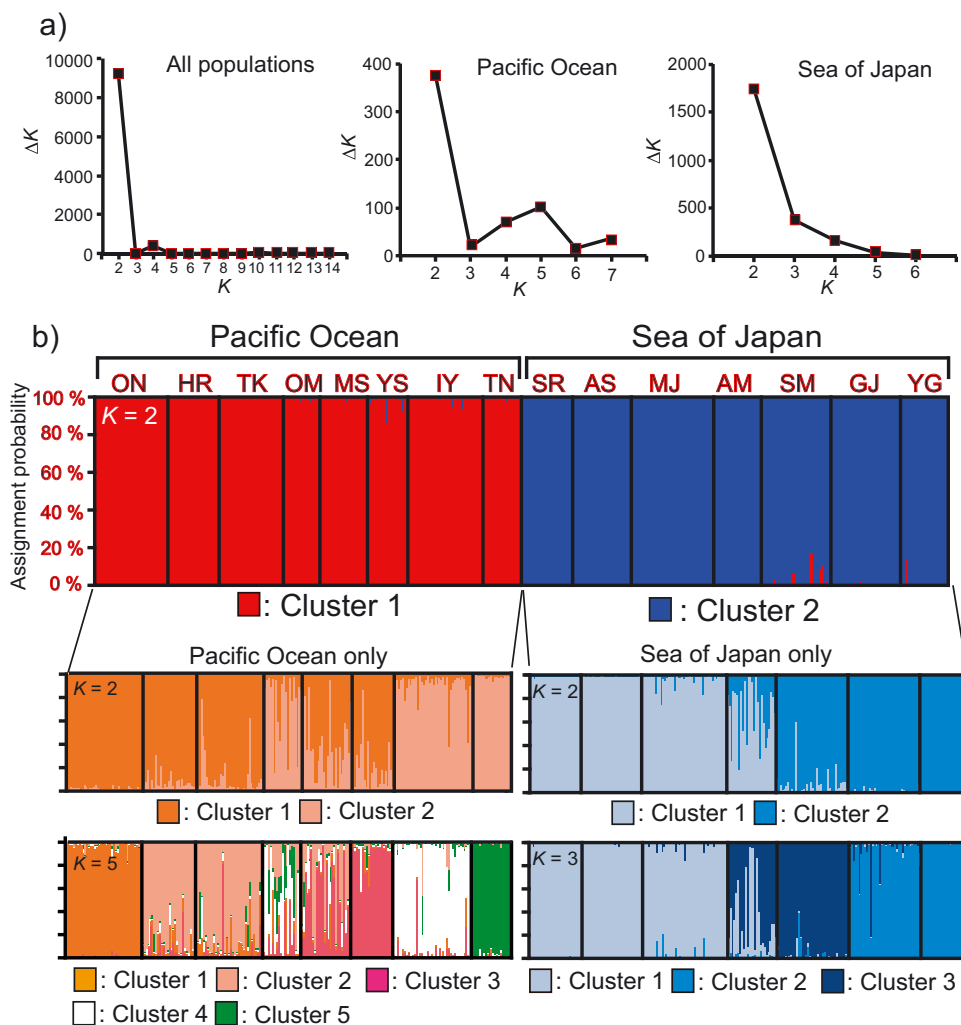 a)
All populations
10000
8000
6000
4000
2000
0
ΔK
2 3 4 5 6 7 8 9 10 11 12 13 14
K
Pacific Ocean
400
300
200
100
0
ΔK
2 3 4 5 6 7
K
Sea of Japan
2000
1500
1000
500
0
ΔK
2 3 4 5 6
K
b)
Pacific Ocean Sea of Japan
ON HR TK OM MS YS IY TN SR AS MJ AM SM GJ YG
Assignment probability
100 %
80 %
60 %
40 %
20 %
0 %
K = 2
: Cluster 1 : Cluster 2
Pacific Ocean only
K = 2
: Cluster 1 : Cluster 2
K = 5
: Cluster 1 : Cluster 2 : Cluster 3
: Cluster 4 : Cluster 5
Sea of Japan only
K = 2
: Cluster 1 : Cluster 2
K = 3
: Cluster 1 : Cluster 2 : Cluster 3